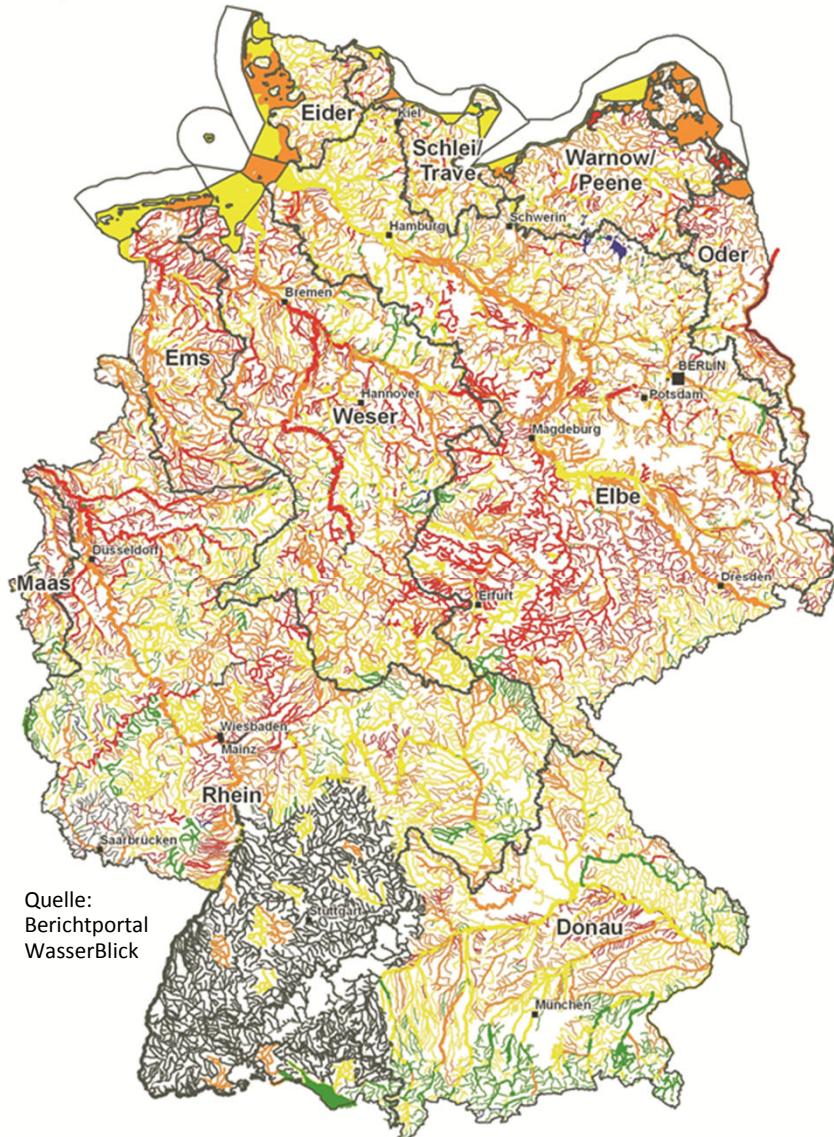 Eider
Kiel
Schlei/
Trave
Warnow/
Peene
Hamburg
Schwerin
Oder
Bremen
Ems
BERLIN
Hannover
Potsdam
Weser
Magdeburg
Elbe
Düsseldorf
Maas
Dresden
Erfurt
Wiesbaden
Mainz
Rhein
Saarbrücken
Quelle:
Berichtportal
WasserBlick
Stuttgart
Donau
München